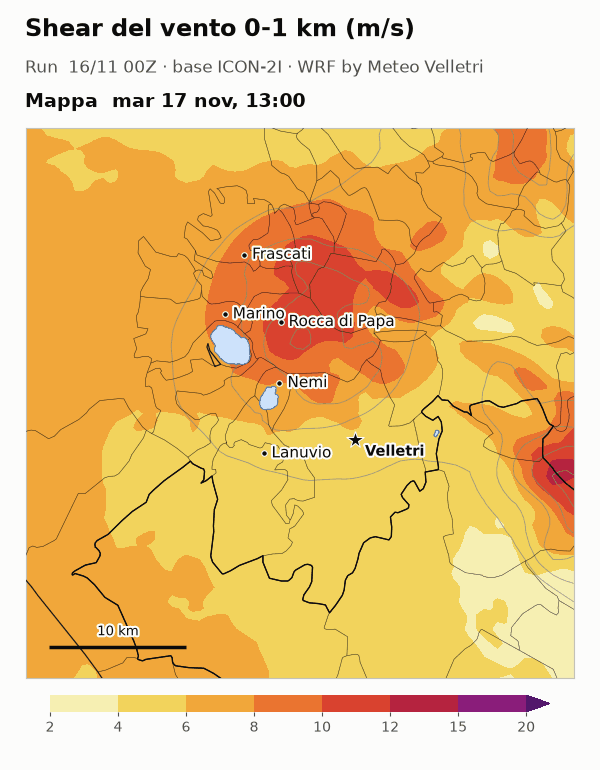 Shear del vento 0-1 km (m/s)
Run  16/11 00Z · base ICON-2I · WRF by Meteo Velletri
Mappa  mar 17 nov, 13:00
Frascati
Marino
Rocca di Papa
Nemi
Velletri
Lanuvio
10 km
2 4 6 8 10 12 15 20